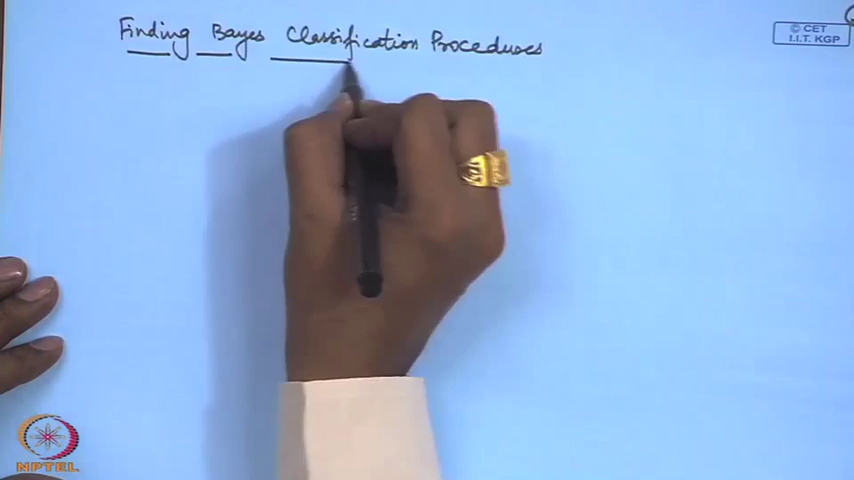 Finding Bayes Classification Procedures
© CET
I.I.T. KGP
NPTEL